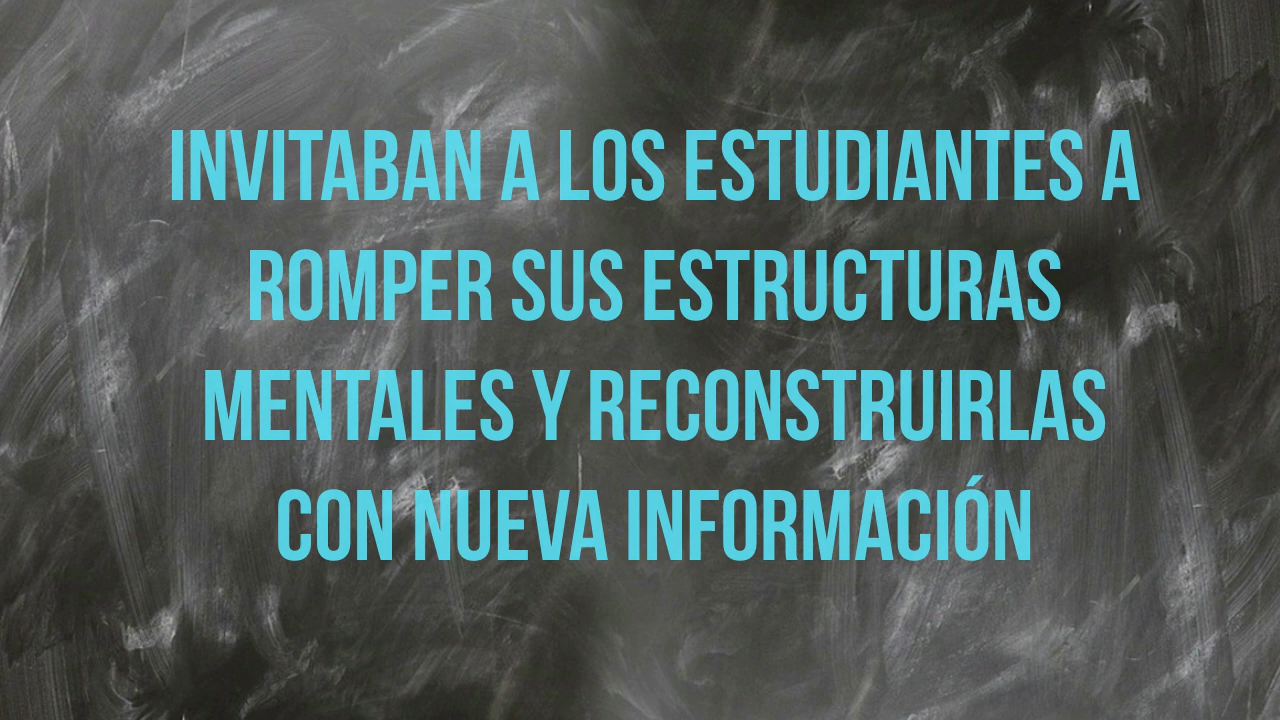 INVITABAN A LOS ESTUDIANTES A
ROMPER SUS ESTRUCTURAS
MENTALES Y RECONSTRUIRLAS
CON NUEVA INFORMACIÓN